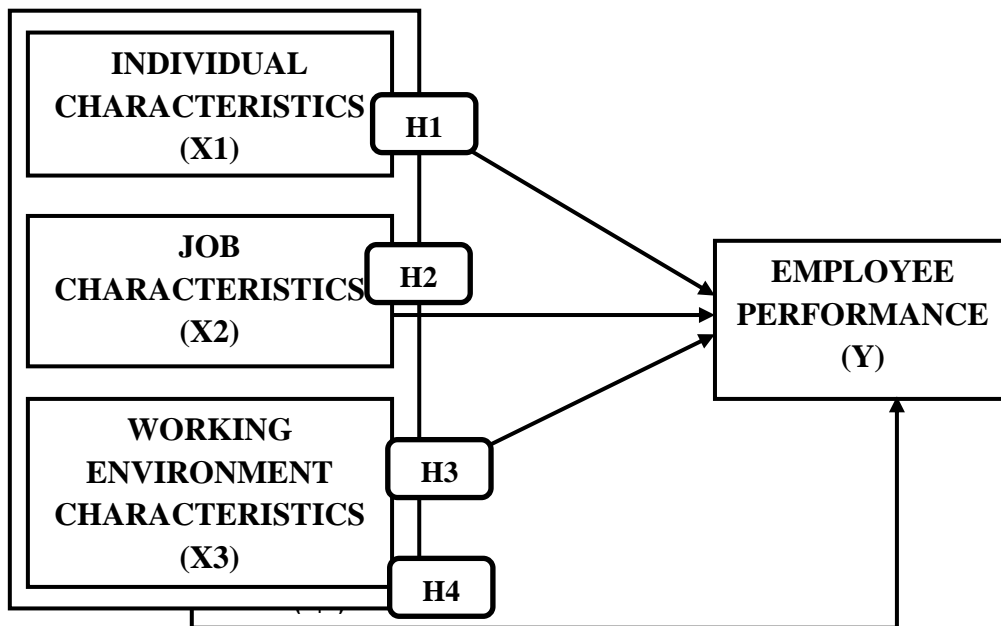 INDIVIDUAL
CHARACTERISTICS
(X1)
H1
JOB
CHARACTERISTICS
(X2)
H2
EMPLOYEE
PERFORMANCE
(Y)
WORKING
ENVIRONMENT
CHARACTERISTICS
(X3)
H3
H4